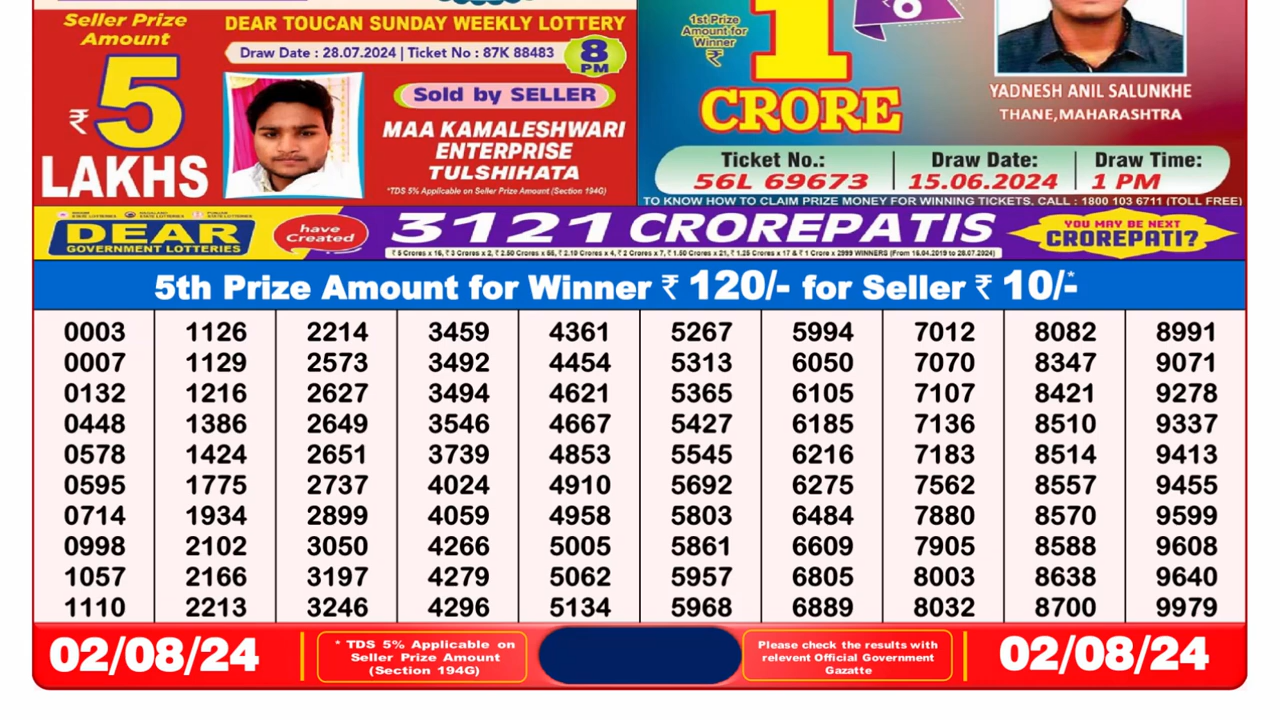 Seller Prize
Amount
₹5
LAKHS
DEAR TOUCAN SUNDAY WEEKLY LOTTERY
Draw Date : 28.07.2024 | Ticket No : 87K 88483
8
PM
Sold by SELLER
MAA KAMALESHWARI
ENTERPRISE
TULSHIHATA
*TDS 5% Applicable on Seller Prize Amount (Section 194G)
1st Prize
Amount for
Winner
₹
1
CRORE
YADNESH ANIL SALUNKHE
THANE,MAHARASHTRA
Ticket No.: Draw Date: Draw Time:
56L 69673 15.06.2024 1 PM
TO KNOW HOW TO CLAIM PRIZE MONEY FOR WINNING TICKETS, CALL : 1800 103 6711 (TOLL FREE)
DEAR
GOVERNMENT LOTTERIES
have
Created
3121 CROREPATIS
YOU MAY BE NEXT
CROREPATI?
5th Prize Amount for Winner ₹ 120/- for Seller ₹ 10/-*
0003 1126 2214 3459 4361 5267 5994 7012 8082 8991
0007 1129 2573 3492 4454 5313 6050 7070 8347 9071
0132 1216 2627 3494 4621 5365 6105 7107 8421 9278
0448 1386 2649 3546 4667 5427 6185 7136 8510 9337
0578 1424 2651 3739 4853 5545 6216 7183 8514 9413
0595 1775 2737 4024 4910 5692 6275 7562 8557 9455
0714 1934 2899 4059 4958 5803 6484 7880 8570 9599
0998 2102 3050 4266 5005 5861 6609 7905 8588 9608
1057 2166 3197 4279 5062 5957 6805 8003 8638 9640
1110 2213 3246 4296 5134 5968 6889 8032 8700 9979
02/08/24
* TDS 5% Applicable on
Seller Prize Amount
(Section 194G)
Please check the results with
relevent Official Government
Gazatte
02/08/24